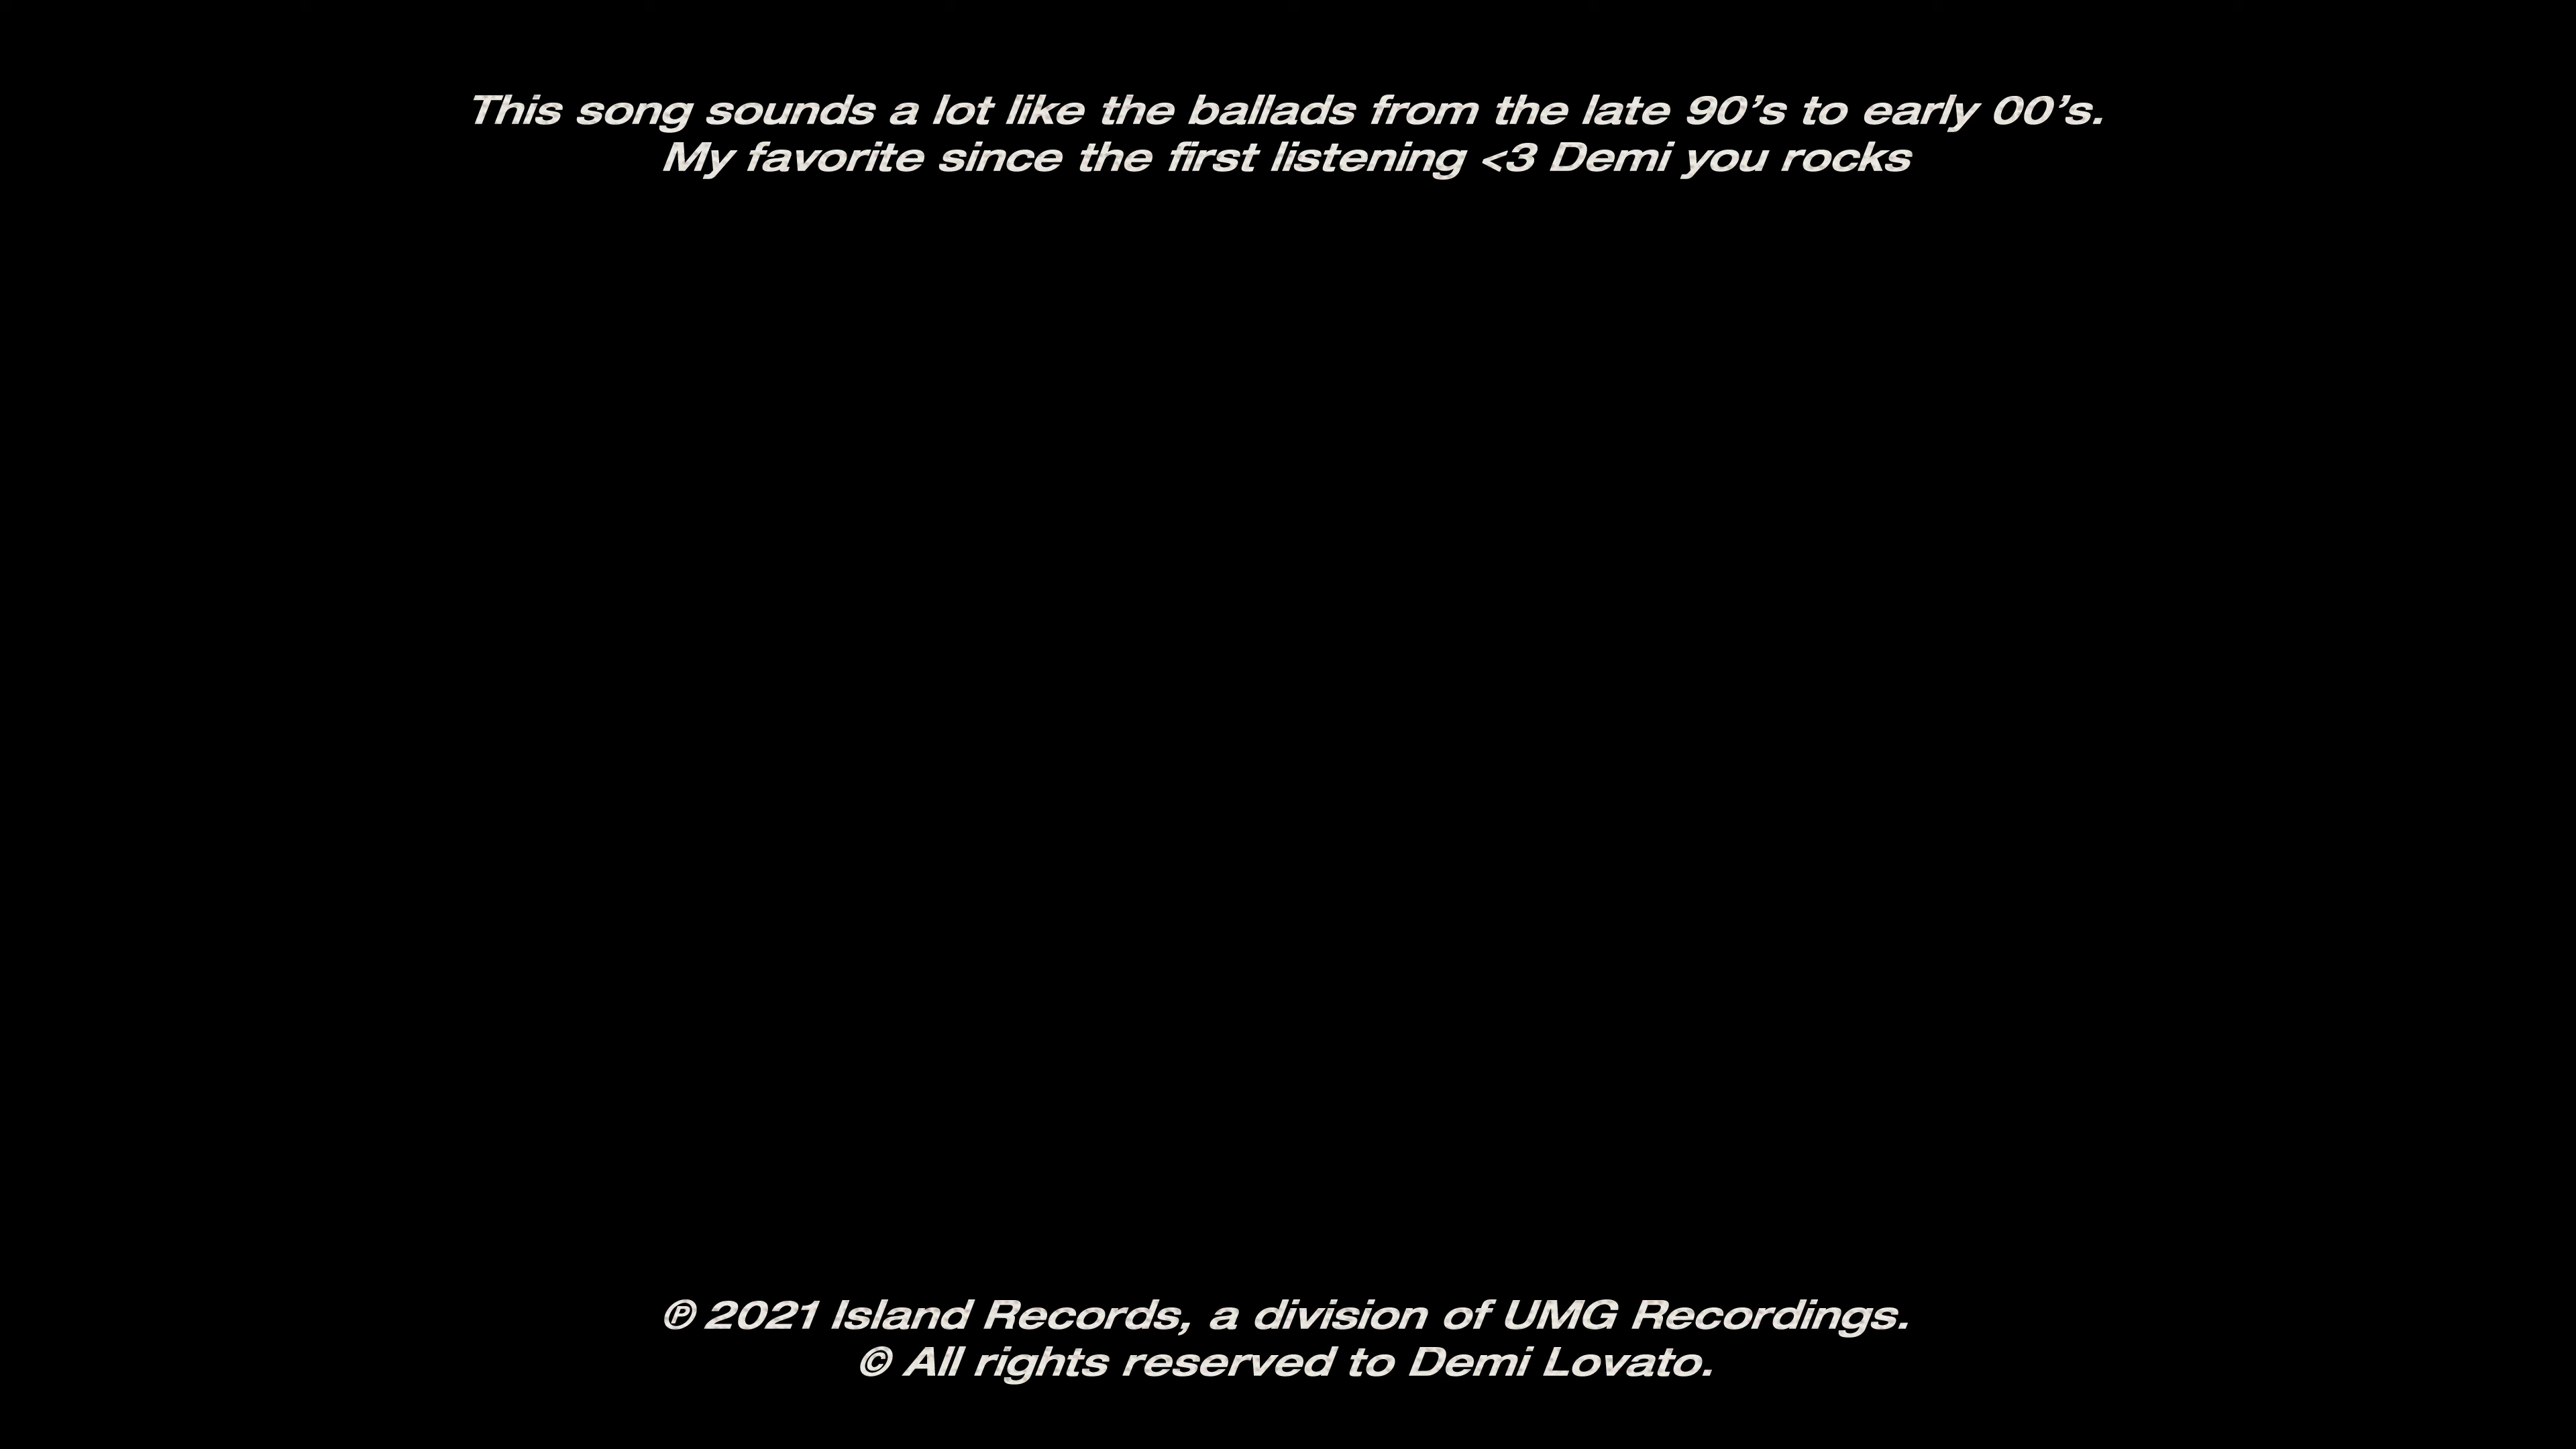 This song sounds a lot like the ballads from the late 90’s to early 00’s.
My favorite since the first listening <3 Demi you rocks
℗ 2021 Island Records, a division of UMG Recordings.
© All rights reserved to Demi Lovato.